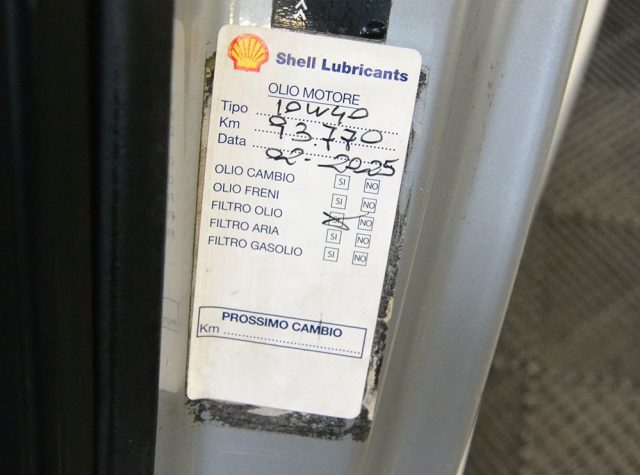 Shell Lubricants
OLIO MOTORE
Tipo 10W40
Km 93.770
Data 02-2025
OLIO CAMBIO SI NO
OLIO FRENI SI NO
FILTRO OLIO SI NO
FILTRO ARIA SI NO
FILTRO GASOLIO SI NO
PROSSIMO CAMBIO
Km